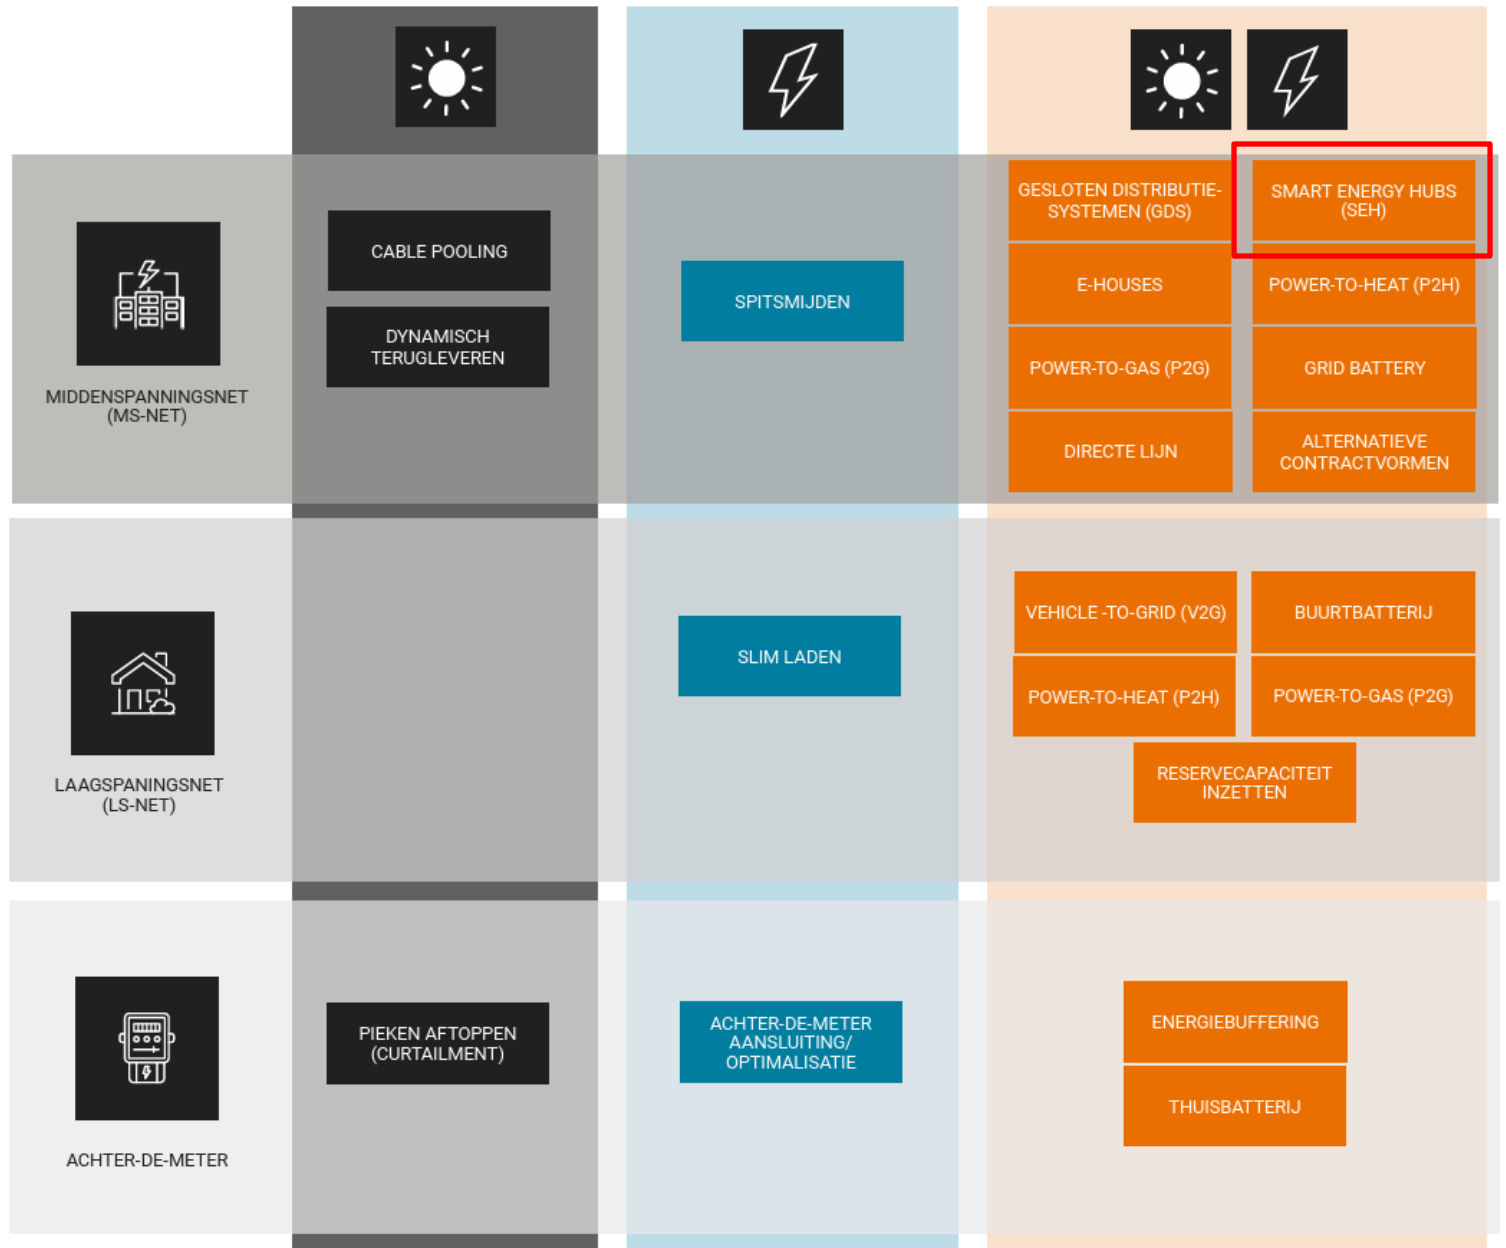 MIDDENSPANNINGSNET
(MS-NET)
CABLE POOLING
DYNAMISCH
TERUGLEVEREN
SPITSMIJDEN
GESLOTEN DISTRIBUTIE-
SYSTEMEN (GDS)
SMART ENERGY HUBS
(SEH)
E-HOUSES
POWER-TO-HEAT (P2H)
POWER-TO-GAS (P2G)
GRID BATTERY
DIRECTE LIJN
ALTERNATIEVE
CONTRACTVORMEN
LAAGSPANINGSNET
(LS-NET)
SLIM LADEN
VEHICLE -TO-GRID (V2G)
BUURTBATTERIJ
POWER-TO-HEAT (P2H)
POWER-TO-GAS (P2G)
RESERVECAPACITEIT
INZETTEN
ACHTER-DE-METER
PIEKEN AFTOPPEN
(CURTAILMENT)
ACHTER-DE-METER
AANSLUITING/
OPTIMALISATIE
ENERGIEBUFFERING
THUISBATTERIJ